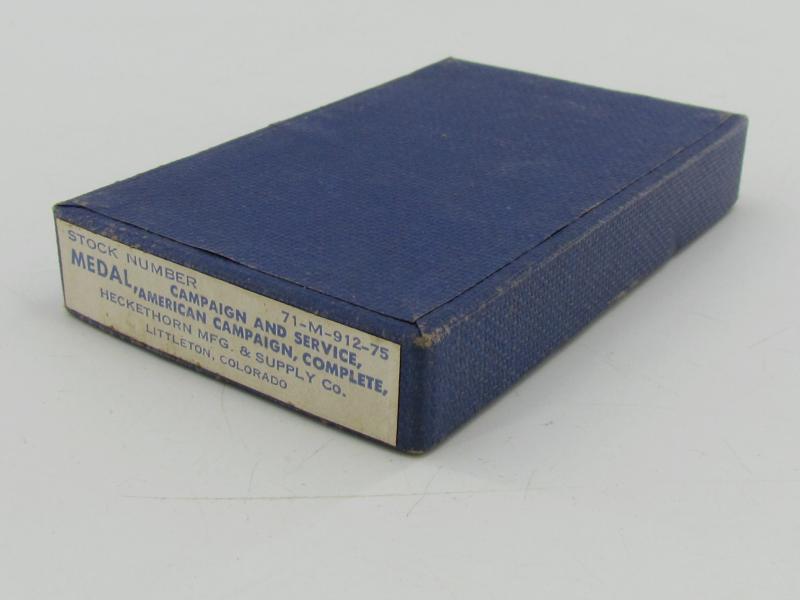 STOCK NUMBER 71-M-912-75
MEDAL, CAMPAIGN AND SERVICE,
AMERICAN CAMPAIGN, COMPLETE,
HECKETHORN MFG. & SUPPLY CO.
LITTLETON, COLORADO